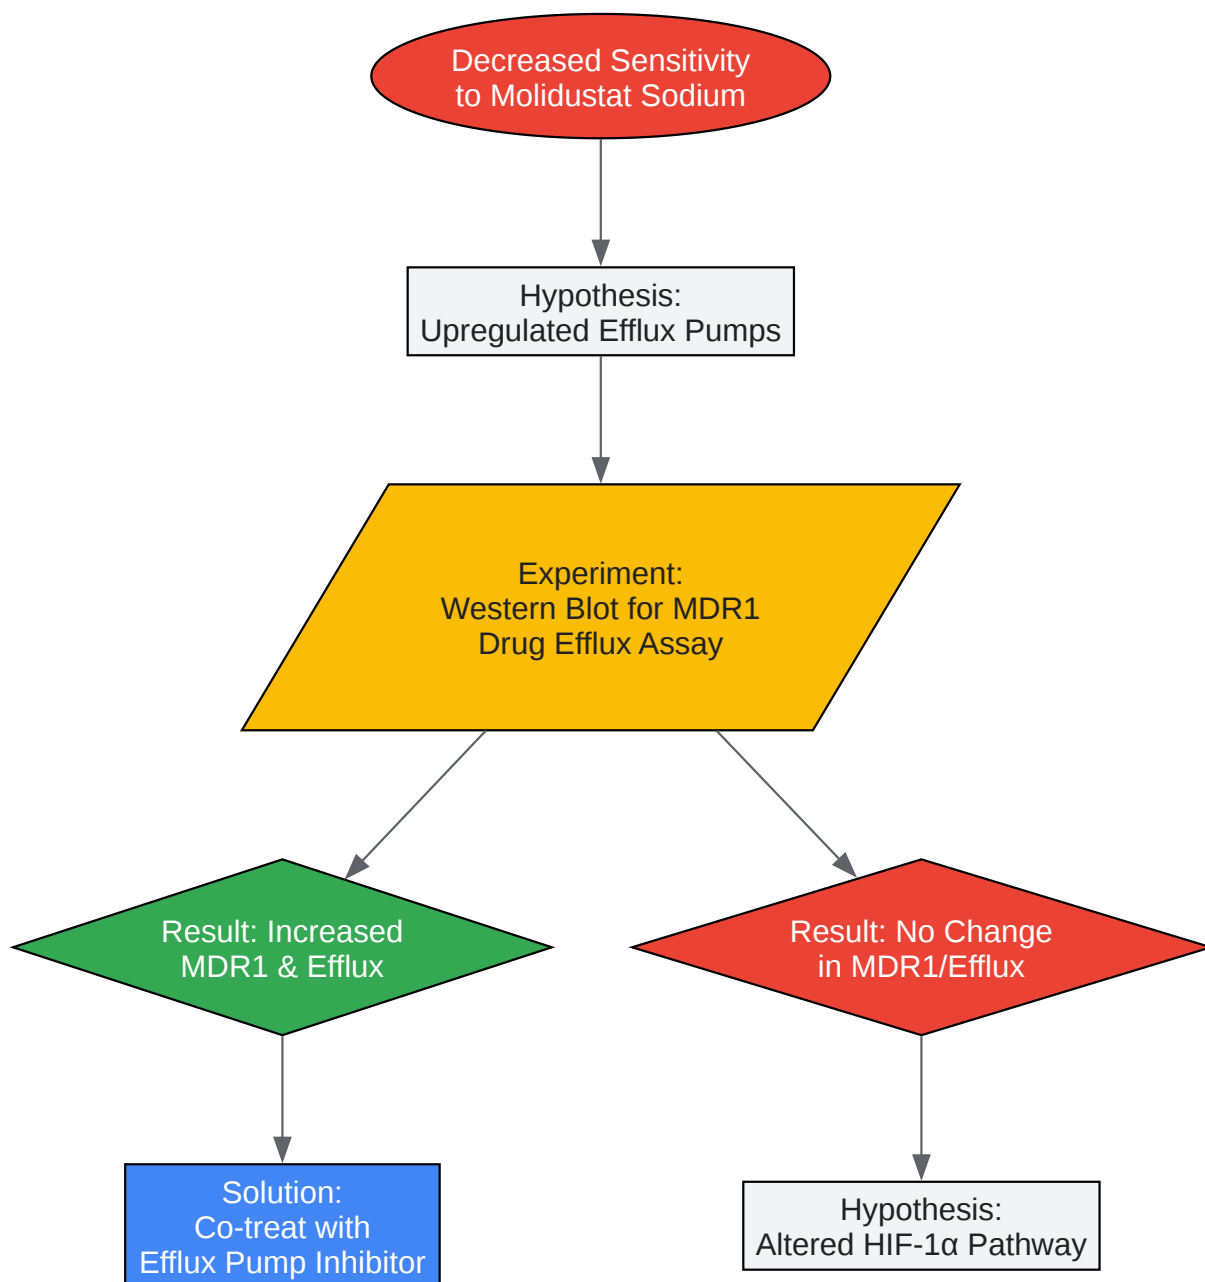 Decreased Sensitivity
to Molidustat Sodium
Hypothesis:
Upregulated Efflux Pumps
Experiment:
Western Blot for MDR1
Drug Efflux Assay
Result: Increased
MDR1 & Efflux
Result: No Change
in MDR1/Efflux
Solution:
Co-treat with
Efflux Pump Inhibitor
Hypothesis:
Altered HIF-1α Pathway